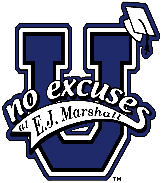 U
no excuses
at E.J. Marshall
TM